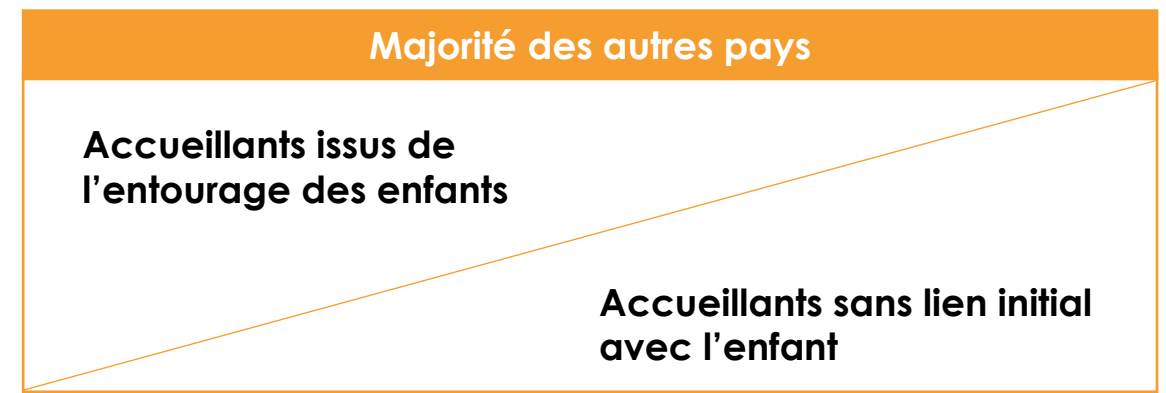 Majorité des autres pays
Accueillants issus de
l’entourage des enfants
Accueillants sans lien initial
avec l’enfant